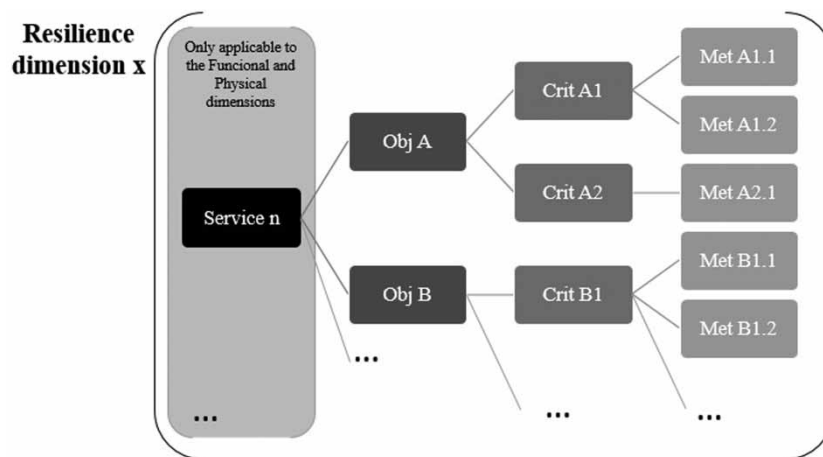 Resilience
dimension x
Only applicable to
the Funcional and
Physical
dimensions
Service n
...
Obj A
Obj B
...
Crit A1
Crit A2
Crit B1
...
Met A1.1
Met A1.2
Met A2.1
Met B1.1
Met B1.2
...